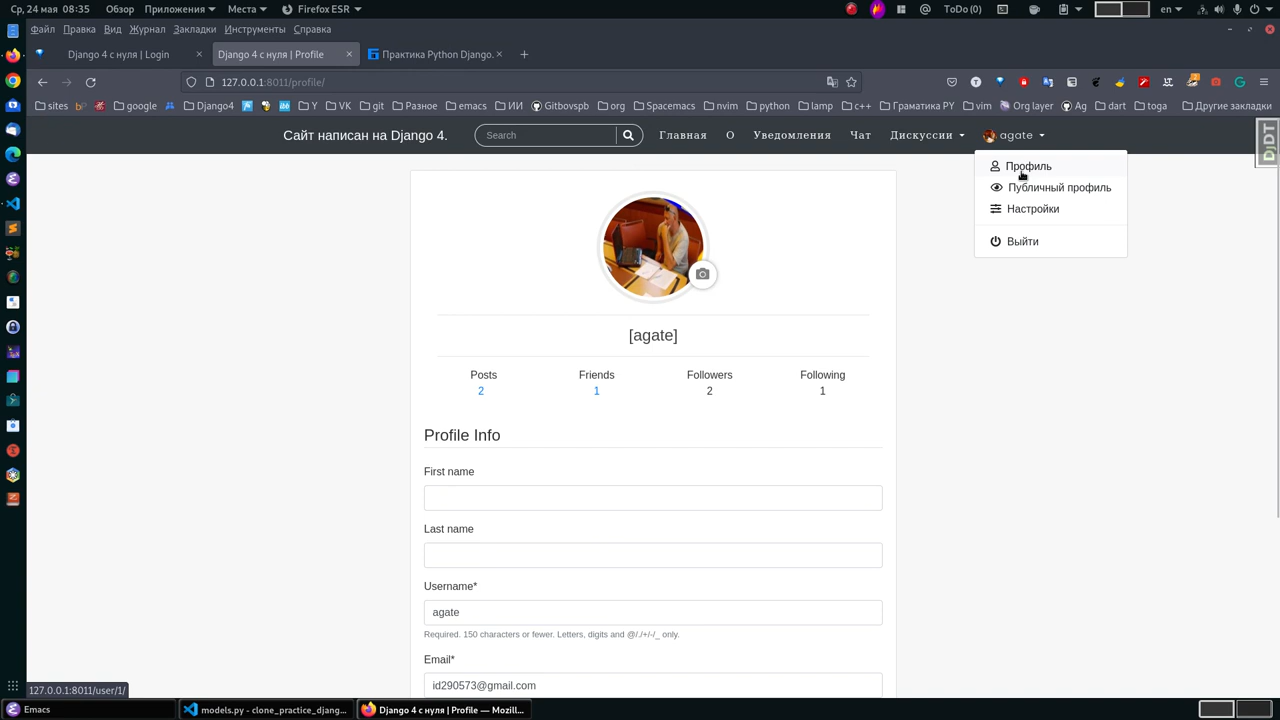 Ср, 24 мая 08:35 Приложения Места Firefox ESR ToDo (0) en
Файл Правка Вид Журнал Закладки Инструменты Справка
Django 4 с нуля | Login Django 4 с нуля | Profile Практика Python Django.
127.0.0.1:8011/profile/
sites google Django4 Y VK git Разное emacs ИИ Gitbovspb org Spacemacs nvim python lamp c++ Граматика РУ vim Org layer Ag dart toga Другие закладки
Сайт написан на Django 4. Search Главная О Уведомления Чат Дискуссии agate
DjDT
Профиль
Публичный профиль
Настройки
Выйти
[agate]
Posts Friends Followers Following
2 1 2 1
Profile Info
First name
Last name
Username*
agate
Required. 150 characters or fewer. Letters, digits and @/./+/-/_ only.
Email*
id290573@gmail.com
127.0.0.1:8011/user/1/
Emacs models.py - clone_practice_djang... Django 4 с нуля | Profile — Mozill...